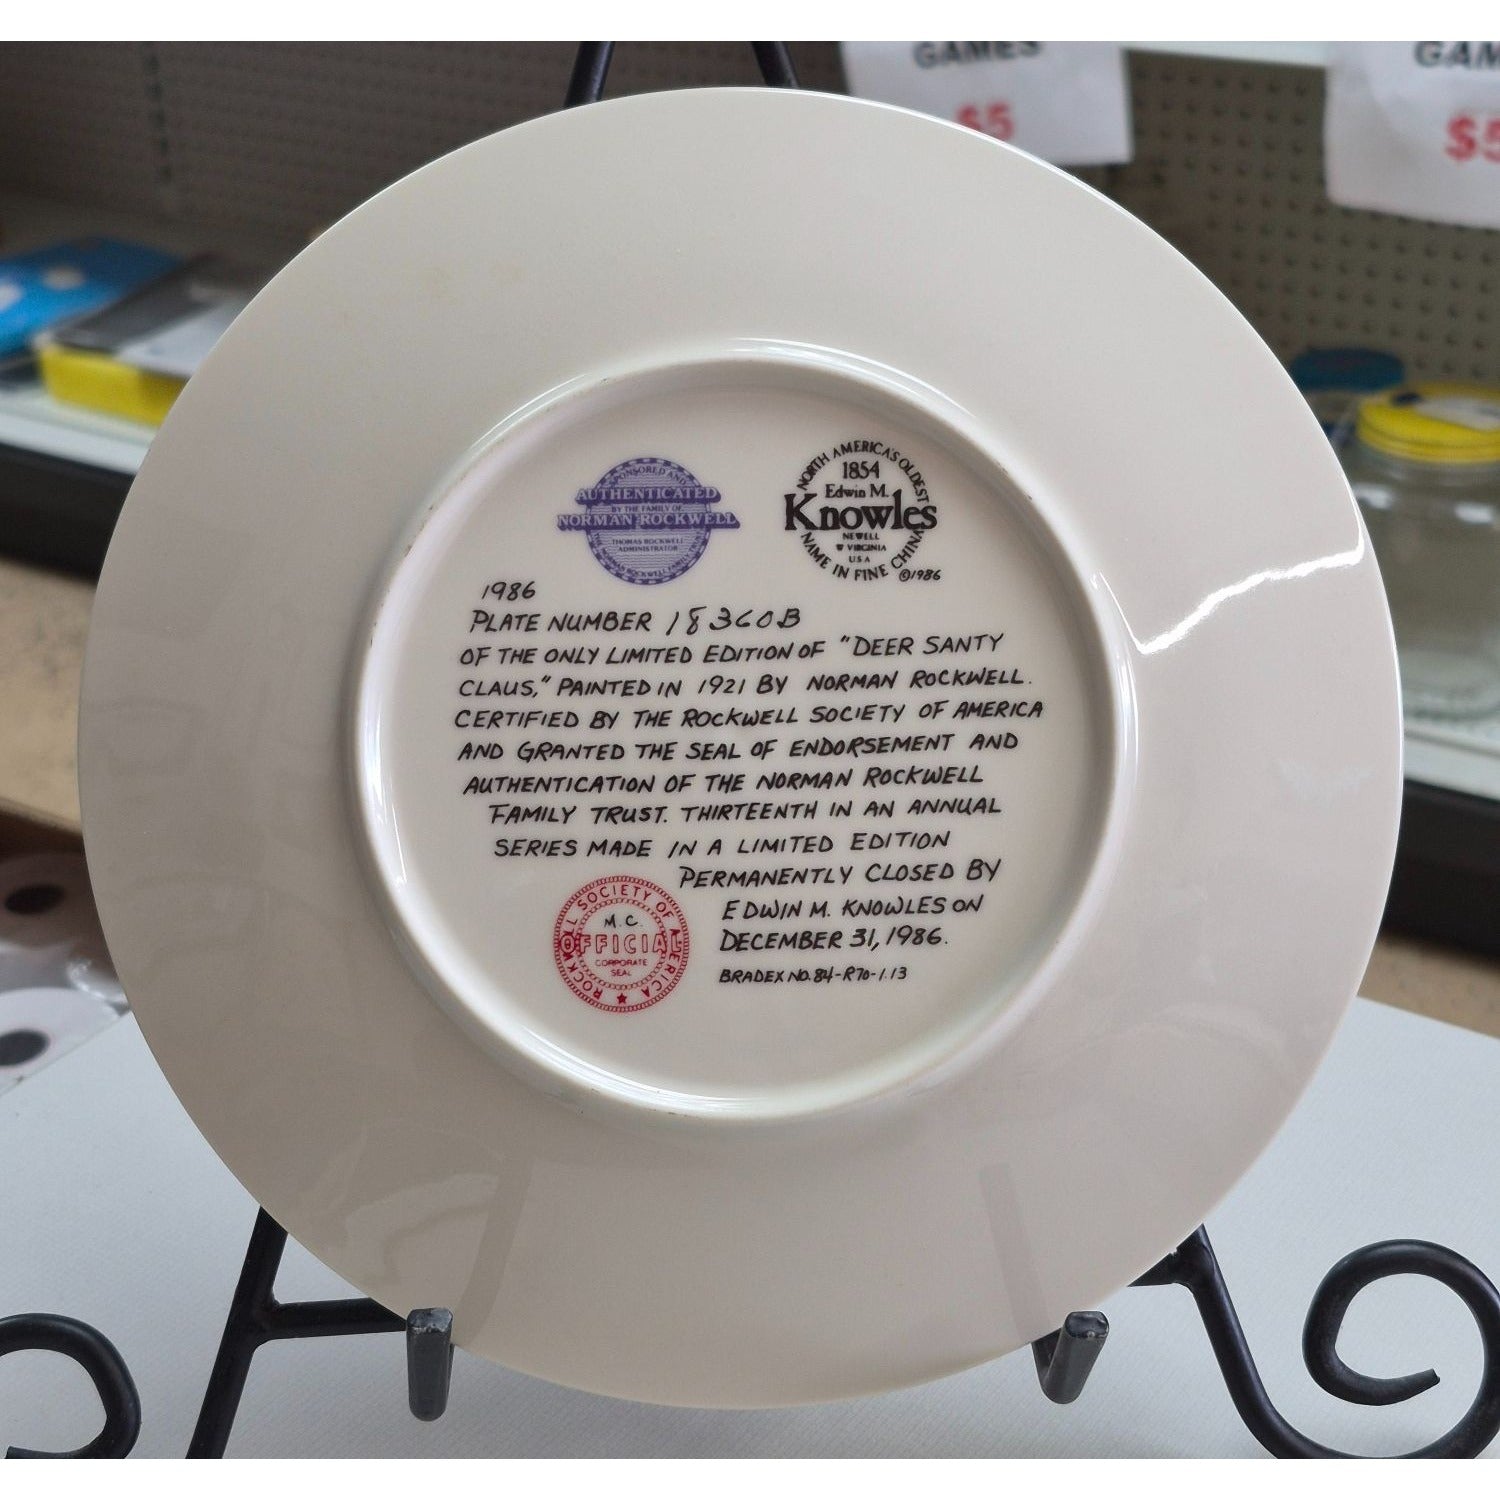 GAMES
$5
GAM
$5
SPONSORED AND
AUTHENTICATED
BY THE FAMILY OF
NORMAN ROCKWELL
THOMAS ROCKWELL
ADMINISTRATOR
THE NORMAN ROCKWELL FAMILY TRUST
NORTH AMERICA'S OLDEST
1854
Edwin M.
Knowles
NEWELL
W VIRGINIA
USA
NAME IN FINE CHINA
©1986
1986
PLATE NUMBER 18360B
OF THE ONLY LIMITED EDITION OF "DEER SANTY
CLAUS," PAINTED IN 1921 BY NORMAN ROCKWELL.
CERTIFIED BY THE ROCKWELL SOCIETY OF AMERICA
AND GRANTED THE SEAL OF ENDORSEMENT AND
AUTHENTICATION OF THE NORMAN ROCKWELL
FAMILY TRUST. THIRTEENTH IN AN ANNUAL
SERIES MADE IN A LIMITED EDITION
PERMANENTLY CLOSED BY
EDWIN M. KNOWLES ON
DECEMBER 31, 1986.
BRADEX NO. 84-R70-1.13
ROCKWELL SOCIETY OF AMERICA
M.C.
OFFICIAL
CORPORATE
SEAL